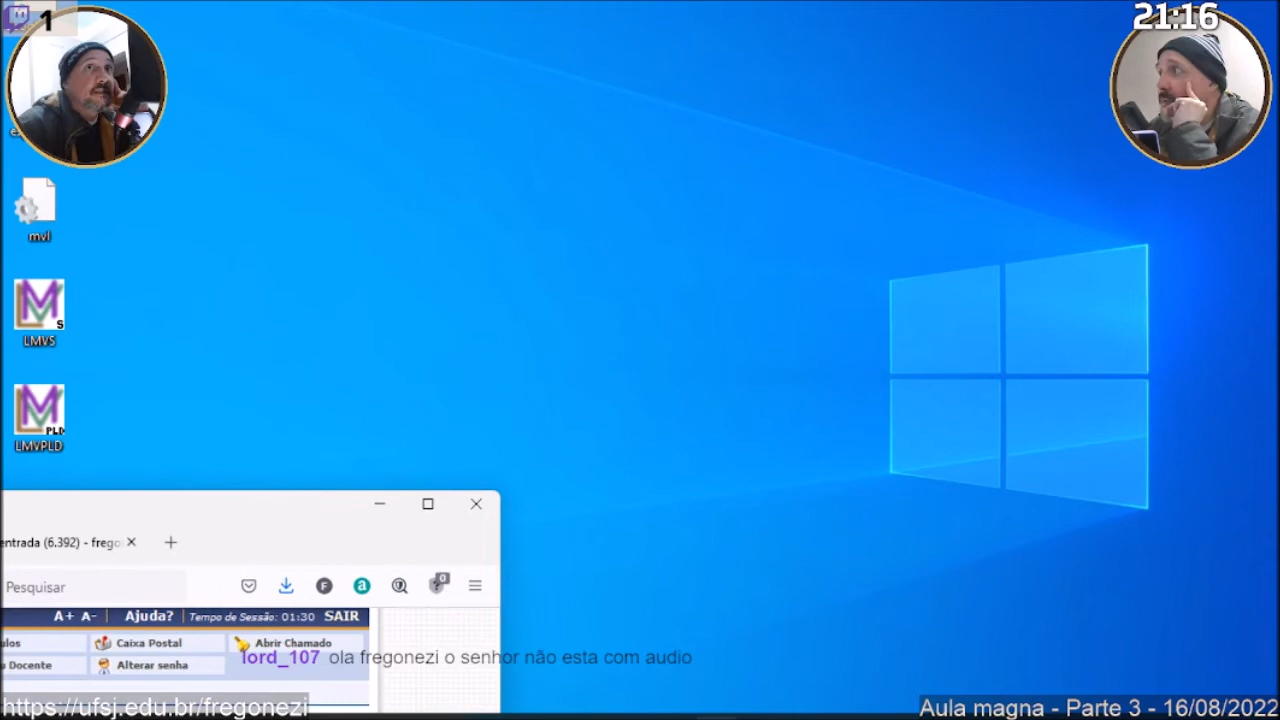 1
21:16
mvl
S
LMVS
PLD
LMVPLD
entrada (6.392) - frego
Pesquisar
0
A+ A- | Ajuda? | Tempo de Sessão: 01:30 SAIR
Caixa Postal
Abrir Chamado
Docente
Alterar senha
lord_107 ola fregonezi o senhor não esta com audio
https://ufsj.edu.br/fregonezi
Aula magna - Parte 3 - 16/08/2022